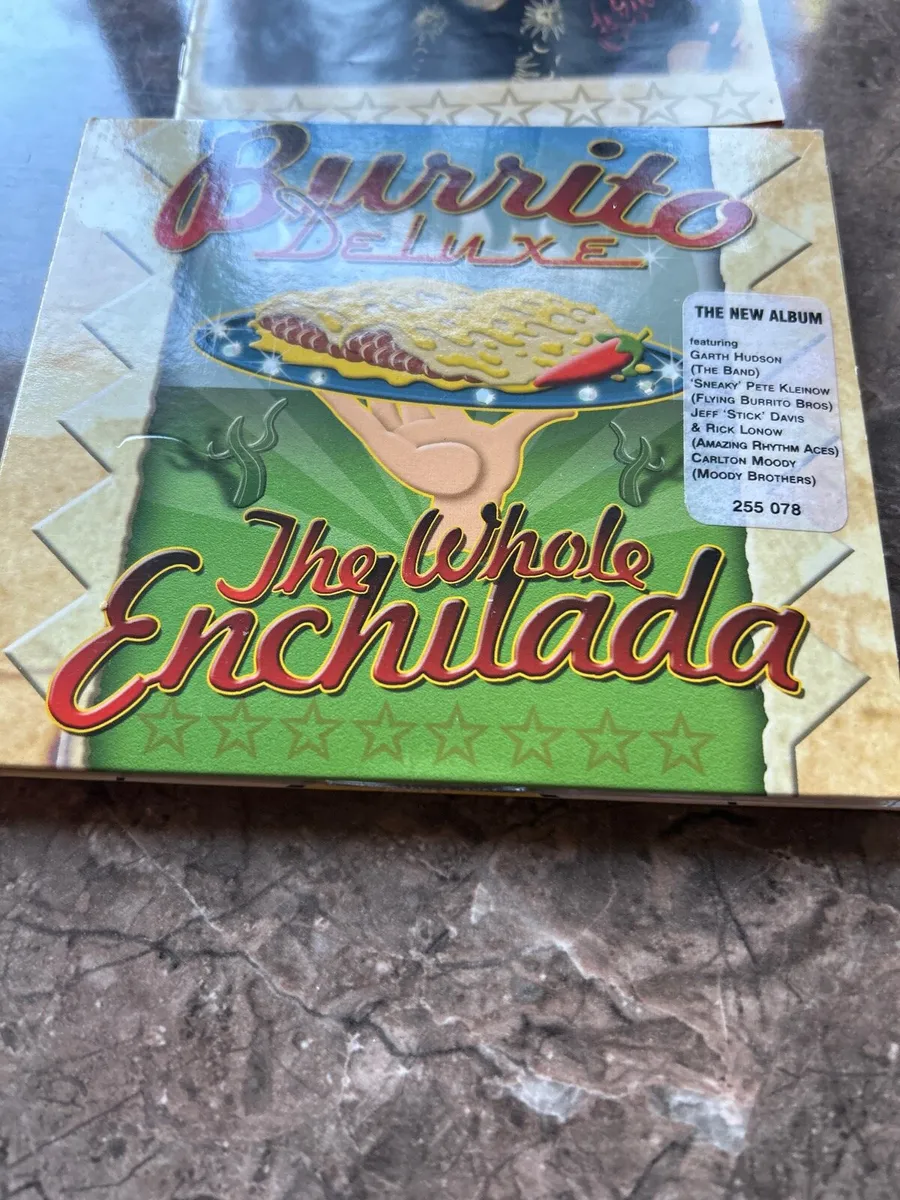 Burrito
Deluxe
THE NEW ALBUM
featuring
GARTH HUDSON
(THE BAND)
'SNEAKY' PETE KLEINOW
(FLYING BURRITO BROS)
JEFF 'STICK' DAVIS
& RICK LONOW
(AMAZING RHYTHM ACES)
CARLTON MOODY
(MOODY BROTHERS)
255 078
The Whole
Enchilada